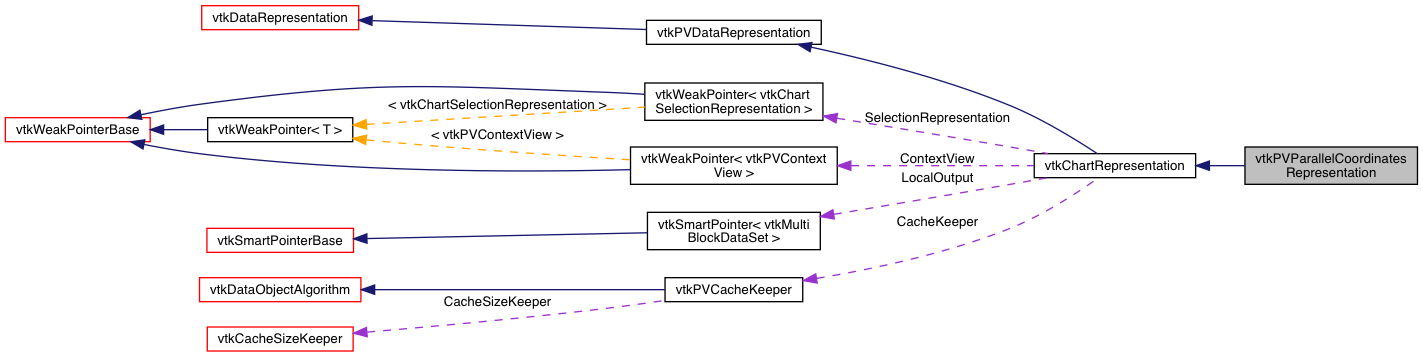 vtkDataRepresentation
vtkPVDataRepresentation
vtkWeakPointer< vtkChart
SelectionRepresentation >
< vtkChartSelectionRepresentation >
SelectionRepresentation
vtkWeakPointerBase
vtkWeakPointer< T >
< vtkPVContextView >
vtkWeakPointer< vtkPVContext
View >
ContextView
LocalOutput
vtkChartRepresentation
vtkPVParallelCoordinates
Representation
vtkSmartPointer< vtkMulti
BlockDataSet >
CacheKeeper
vtkSmartPointerBase
vtkDataObjectAlgorithm
vtkPVCacheKeeper
CacheSizeKeeper
vtkCacheSizeKeeper